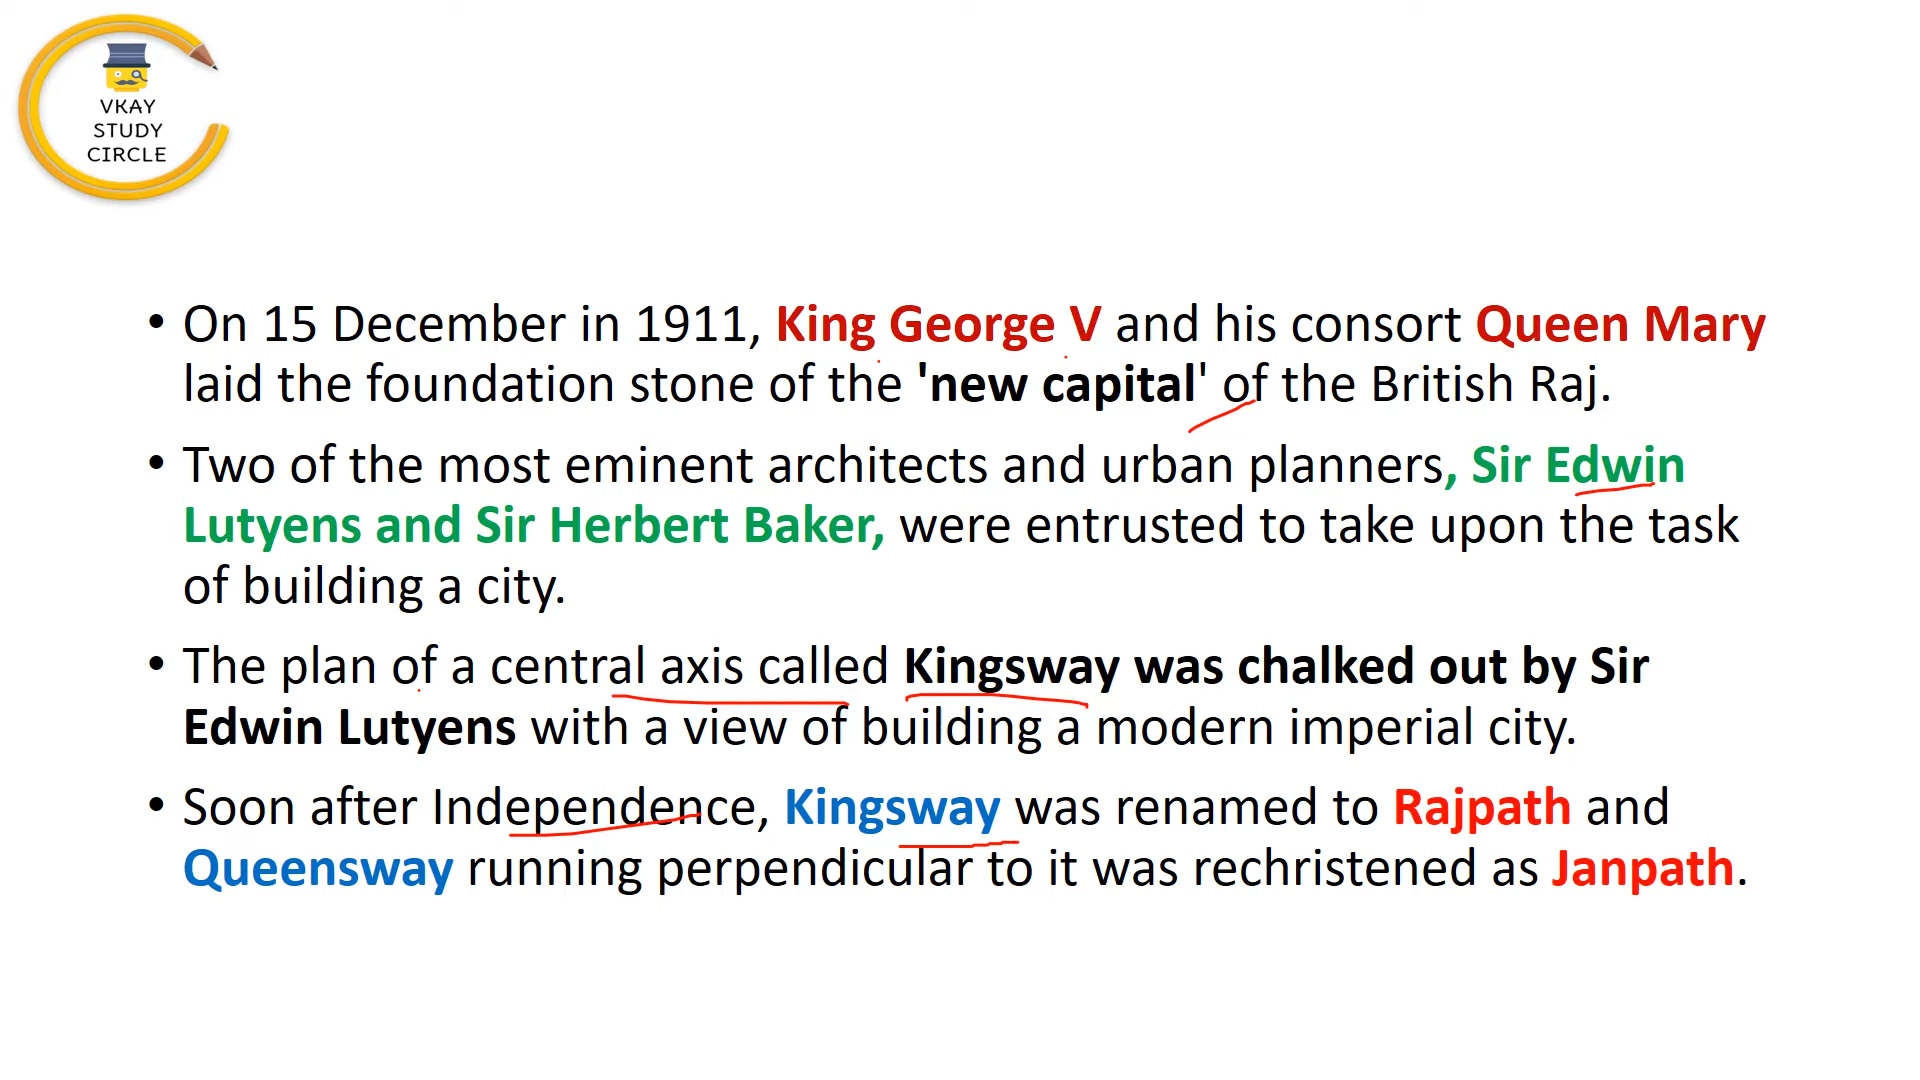 VKAY
STUDY
CIRCLE
• On 15 December in 1911, King George V and his consort Queen Mary
laid the foundation stone of the 'new capital' of the British Raj.
• Two of the most eminent architects and urban planners, Sir Edwin
Lutyens and Sir Herbert Baker, were entrusted to take upon the task
of building a city.
• The plan of a central axis called Kingsway was chalked out by Sir
Edwin Lutyens with a view of building a modern imperial city.
• Soon after Independence, Kingsway was renamed to Rajpath and
Queensway running perpendicular to it was rechristened as Janpath.